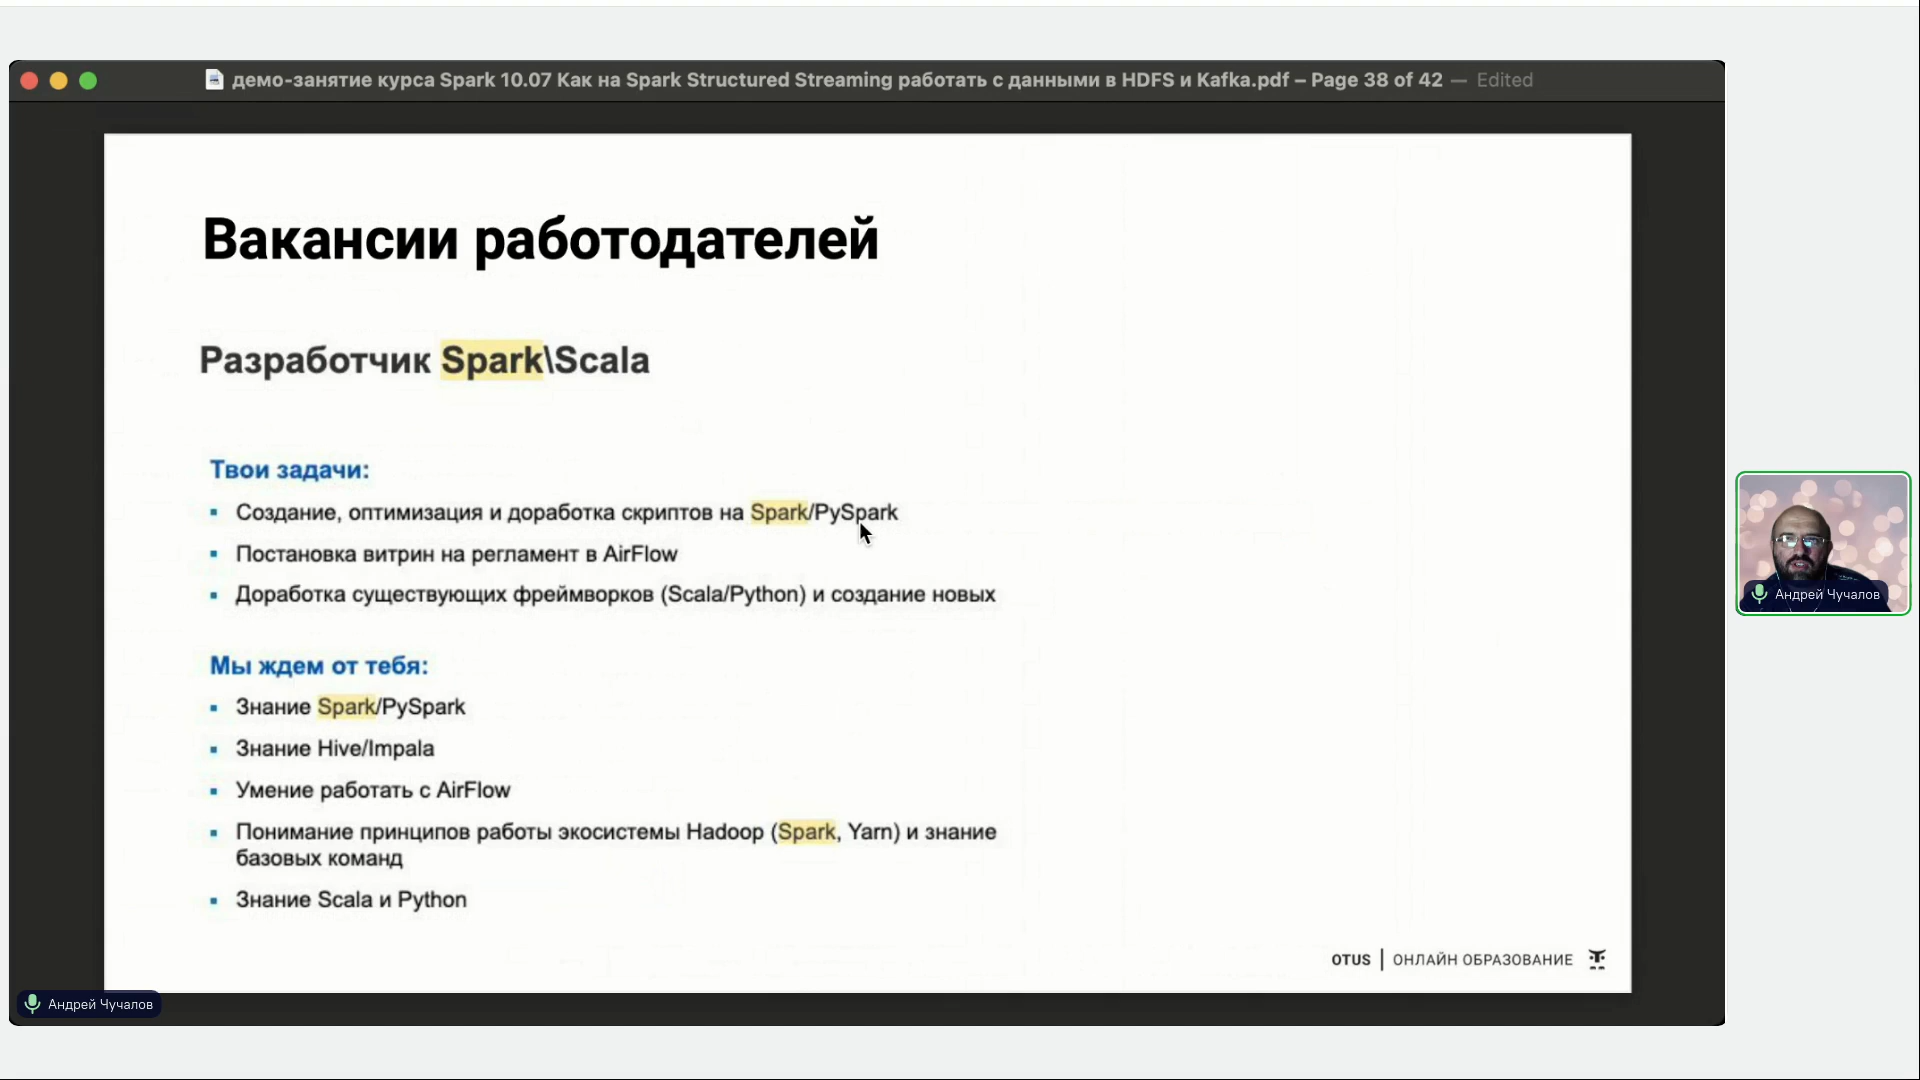 демо-занятие курса Spark 10.07 Как на Spark Structured Streaming работать с данными в HDFS и Kafka.pdf – Page 38 of 42 — Edited
Вакансии работодателей
Разработчик Spark\Scala
Твои задачи:
Создание, оптимизация и доработка скриптов на Spark/PySpark
Постановка витрин на регламент в AirFlow
Доработка существующих фреймворков (Scala/Python) и создание новых
Мы ждем от тебя:
Знание Spark/PySpark
Знание Hive/Impala
Умение работать с AirFlow
Понимание принципов работы экосистемы Hadoop (Spark, Yarn) и знание
базовых команд
Знание Scala и Python
OTUS | ОНЛАЙН ОБРАЗОВАНИЕ
Андрей Чучалов
Андрей Чучалов